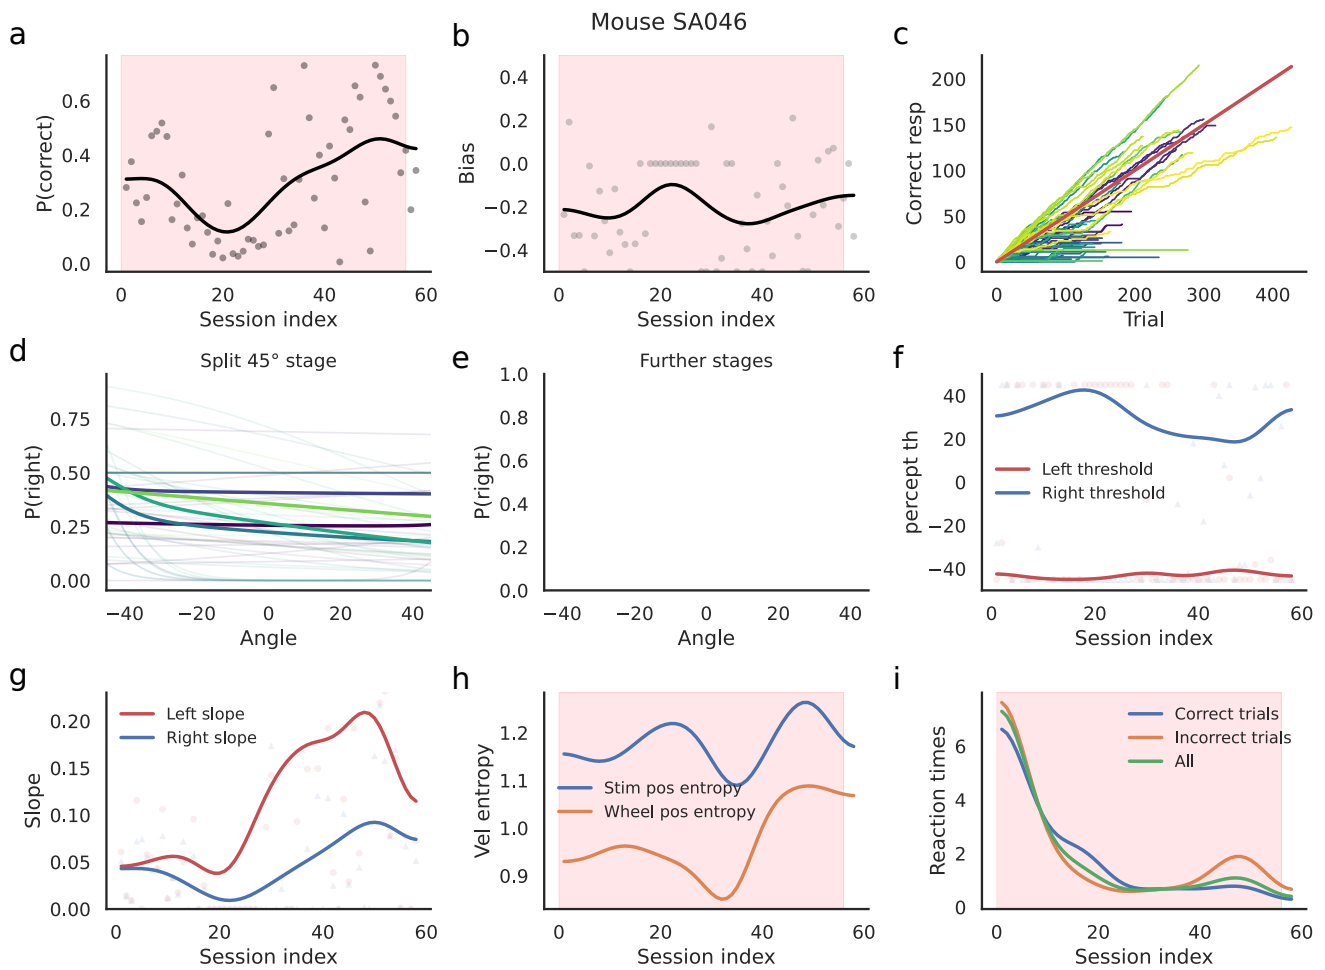 Mouse SA046
a
P(correct)
0.6
0.4
0.2
0.0
0 20 40 60
Session index
b
Bias
0.4
0.2
0.0
−0.2
−0.4
0 20 40 60
Session index
c
Correct resp
200
150
100
50
0
0 100 200 300 400
Trial
d
Split 45° stage
P(right)
0.75
0.50
0.25
0.00
−40 −20 0 20 40
Angle
e
Further stages
P(right)
1.0
0.8
0.6
0.4
0.2
0.0
−40 −20 0 20 40
Angle
f
percept th
40
20
0
−20
−40
Left threshold
Right threshold
0 20 40 60
Session index
g
Slope
0.20
0.15
0.10
0.05
0.00
Left slope
Right slope
0 20 40 60
Session index
h
Vel entropy
1.2
1.1
1.0
0.9
Stim pos entropy
Wheel pos entropy
0 20 40 60
Session index
i
Reaction times
6
4
2
0
Correct trials
Incorrect trials
All
0 20 40 60
Session index